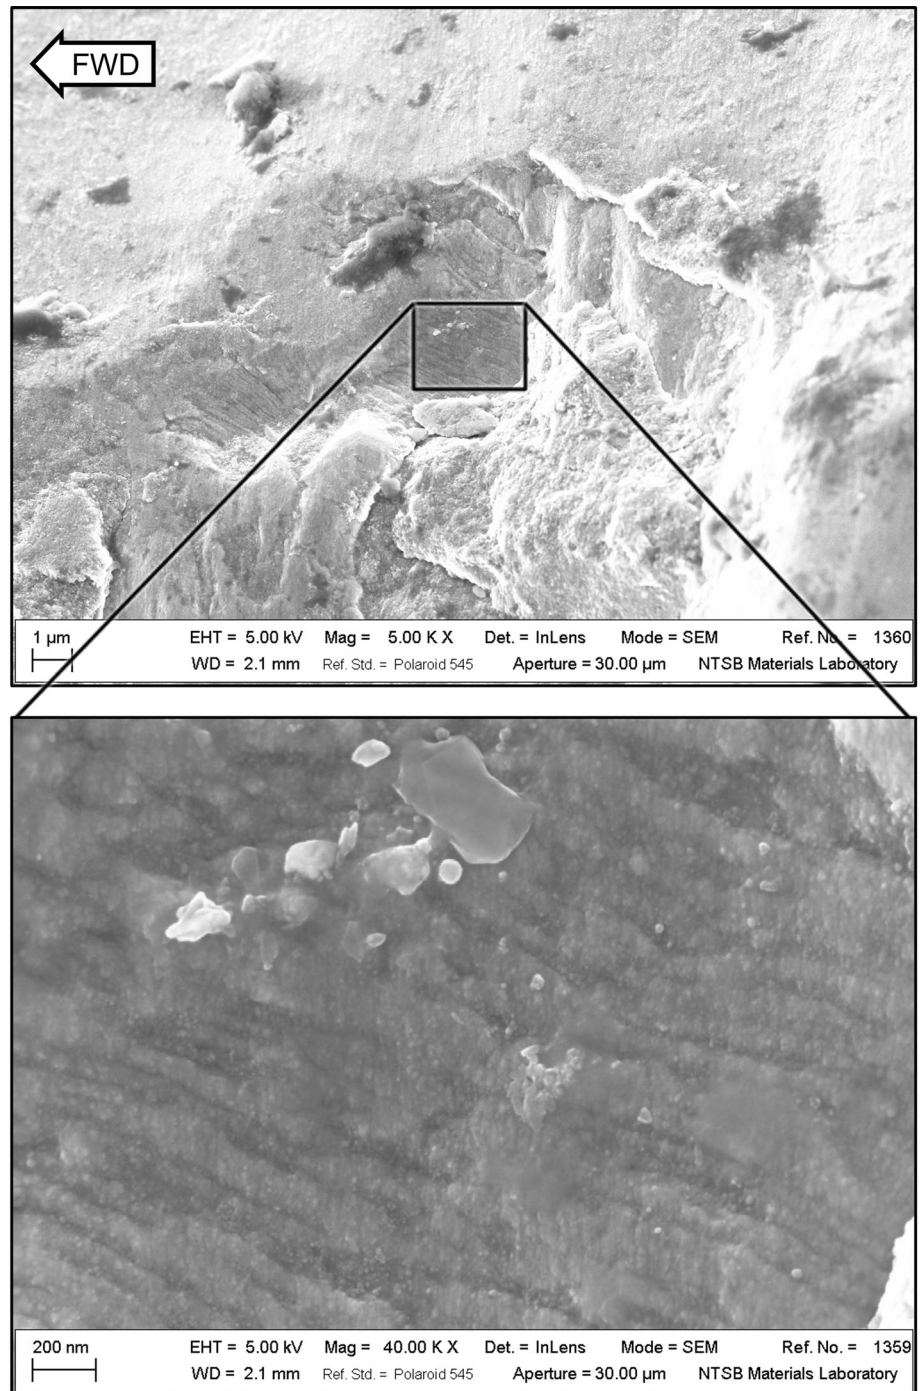 FWD
1 µm EHT = 5.00 kV Mag = 5.00 K X Det. = InLens Mode = SEM Ref. No. = 1360
WD = 2.1 mm Ref. Std. = Polaroid 545 Aperture = 30.00 µm NTSB Materials Laboratory
200 nm EHT = 5.00 kV Mag = 40.00 K X Det. = InLens Mode = SEM Ref. No. = 1359
WD = 2.1 mm Ref. Std. = Polaroid 545 Aperture = 30.00 µm NTSB Materials Laboratory